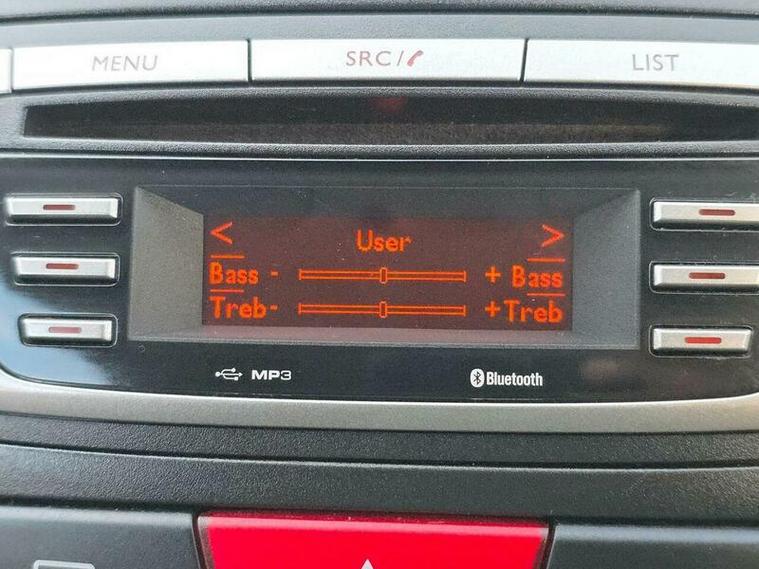 MENU
SRC/
LIST
< User >
Bass - + Bass
Treb- +Treb
MP3
Bluetooth